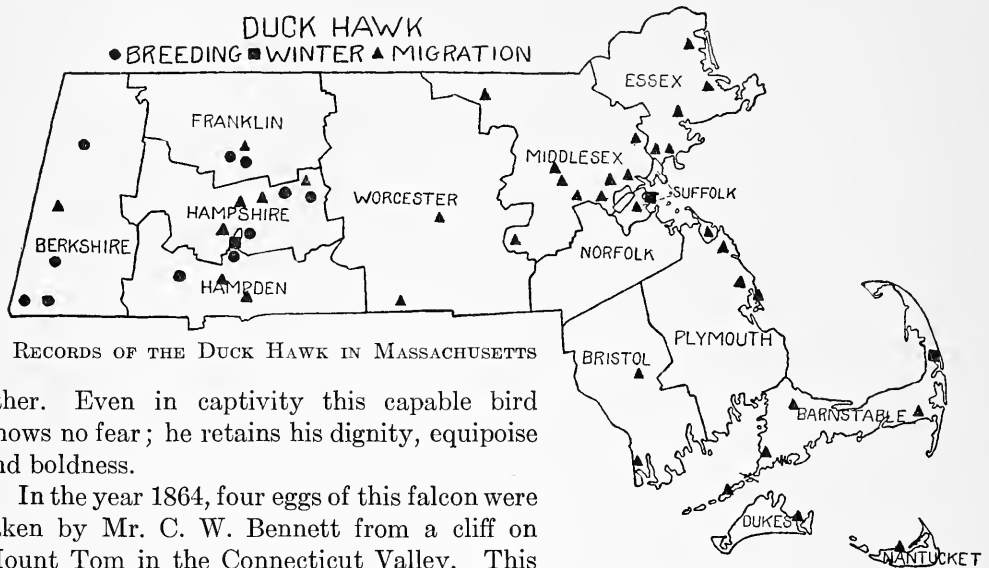 DUCK HAWK
● BREEDING ■ WINTER ▲ MIGRATION
ESSEX
FRANKLIN
MIDDLESEX
WORCESTER
SUFFOLK
HAMPSHIRE
BERKSHIRE
NORFOLK
HAMPDEN
PLYMOUTH
BRISTOL
BARNSTABLE
DUKES
NANTUCKET
RECORDS OF THE DUCK HAWK IN MASSACHUSETTS
ther. Even in captivity this capable bird
hows no fear; he retains his dignity, equipoise
nd boldness.
In the year 1864, four eggs of this falcon were
aken by Mr. C. W. Bennett from a cliff on
Mount Tom in the Connecticut Valley. This